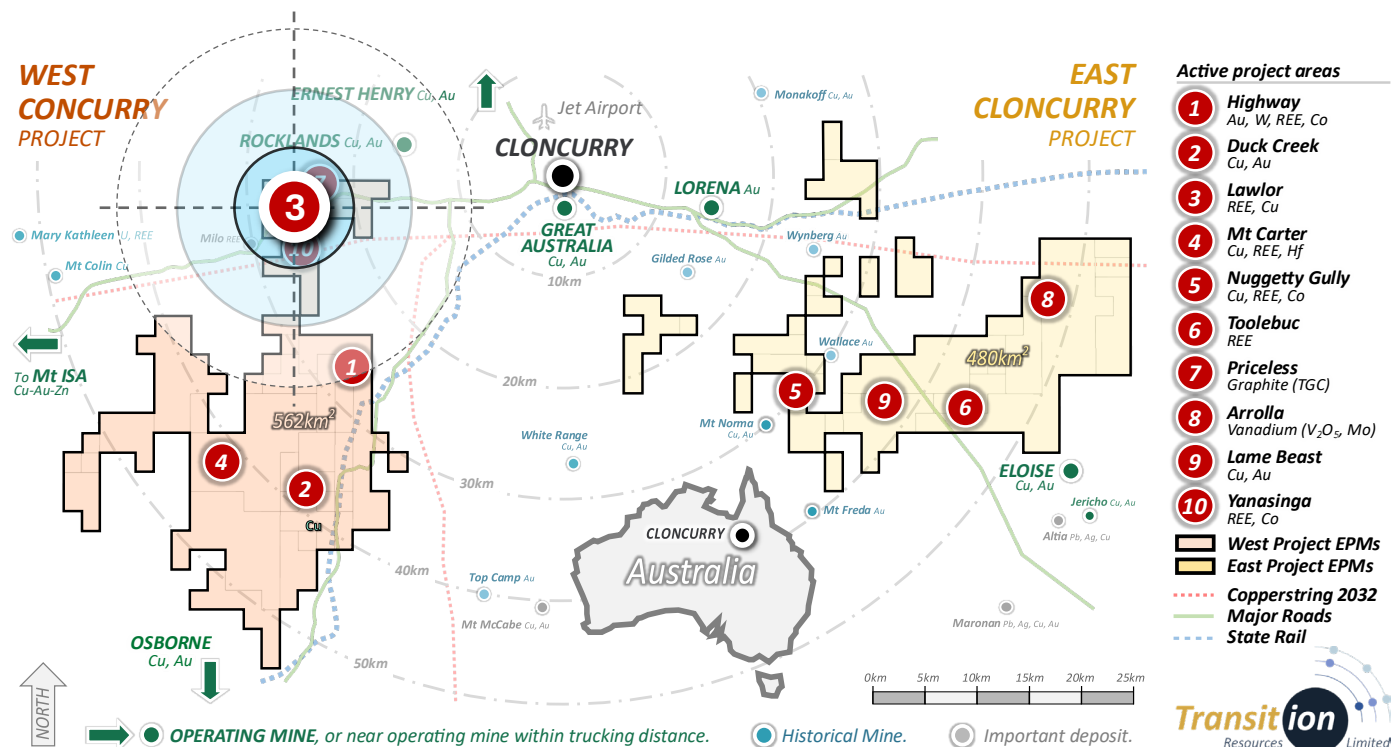 WEST
CONCURRY
PROJECT
ERNEST HENRY Cu, Au
ROCKLANDS Cu, Au
Jet Airport
CLONCURRY
Monakoff Cu, Au
EAST
CLONCURRY
PROJECT
LORENA Au
GREAT
AUSTRALIA
Cu, Au
10km
7
3
10
Mary Kathleen U, REE
Milo REE
Mt Colin Cu
Wynberg Au
Gilded Rose Au
To Mt ISA
Cu-Au-Zn
1
562km²
4
2
Cu
20km
30km
40km
50km
White Range
Cu, Au
Mt Norma
Cu, Au
Wallace Au
480km²
8
5
9
6
ELOISE
Cu, Au
Jericho Cu, Au
Altia Pb, Ag, Cu
Mt Freda Au
Maronan Pb, Ag, Cu, Au
Top Camp Au
Mt McCabe Cu, Au
CLONCURRY
Australia
OSBORNE
Cu, Au
NORTH
0km 5km 10km 15km 20km 25km
OPERATING MINE, or near operating mine within trucking distance.
Historical Mine.
Important deposit.
Active project areas
1 Highway
Au, W, REE, Co
2 Duck Creek
Cu, Au
3 Lawlor
REE, Cu
4 Mt Carter
Cu, REE, Hf
5 Nuggetty Gully
Cu, REE, Co
6 Toolebuc
REE
7 Priceless
Graphite (TGC)
8 Arrolla
Vanadium (V₂O₅, Mo)
9 Lame Beast
Cu, Au
10 Yanasinga
REE, Co
West Project EPMs
East Project EPMs
Copperstring 2032
Major Roads
State Rail
Transition
Resources Limited